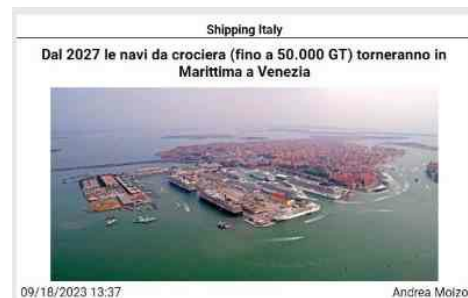 Shipping Italy
Dal 2027 le navi da crociera (fino a 50.000 GT) torneranno in
Marittima a Venezia
09/18/2023 13:37
Andrea Moizo